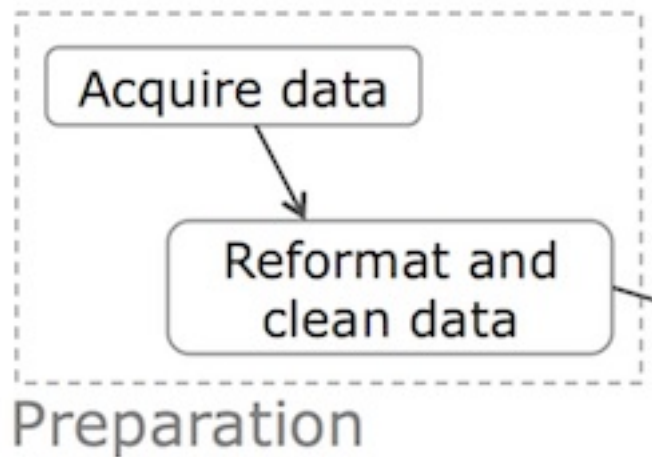 Acquire data
Reformat and
clean data
Preparation